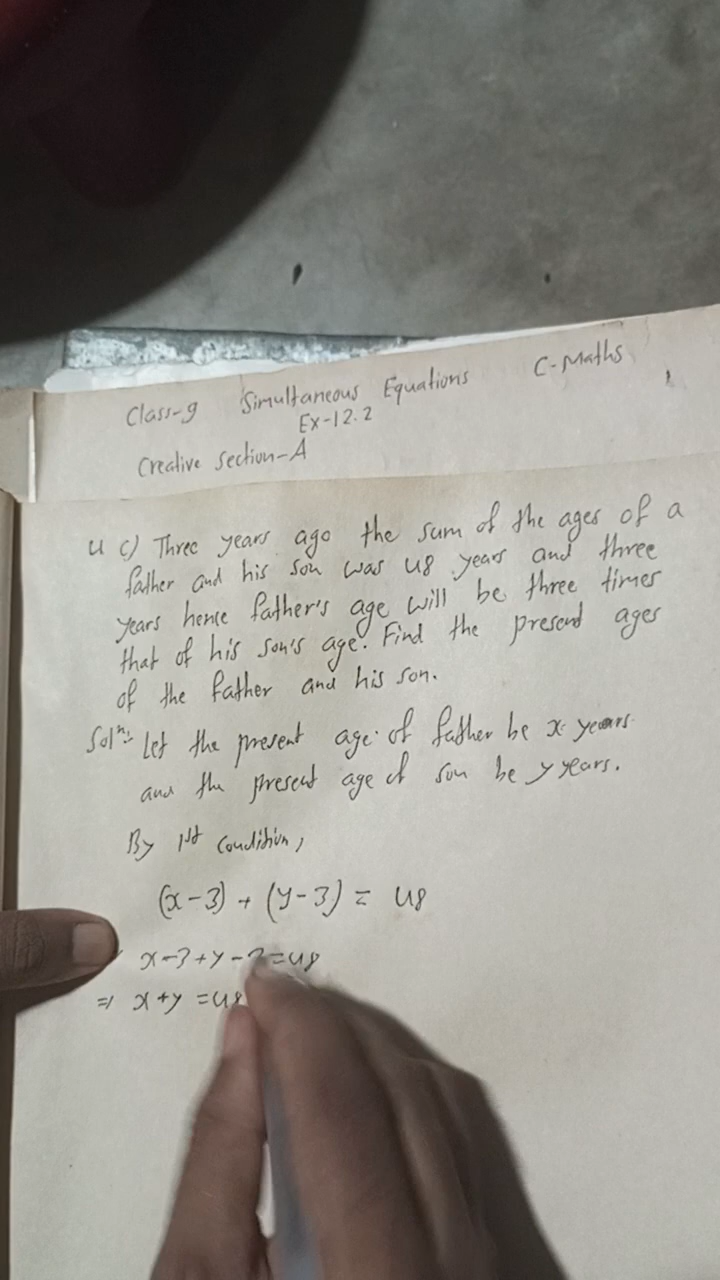 Class-9 Simultaneous Equations C-Maths
Ex-12.2
Creative section-A
4 c) Three years ago the sum of the ages of a
father and his son was 48 years and three
years hence father's age will be three times
that of his son's age. Find the present ages
of the father and his son.
Solⁿ:- Let the present age of father be x years
and the present age of son be y years.
By 1st condition,
(x-3) + (y-3) = 48
x-3+y-3=48
=> x+y =48